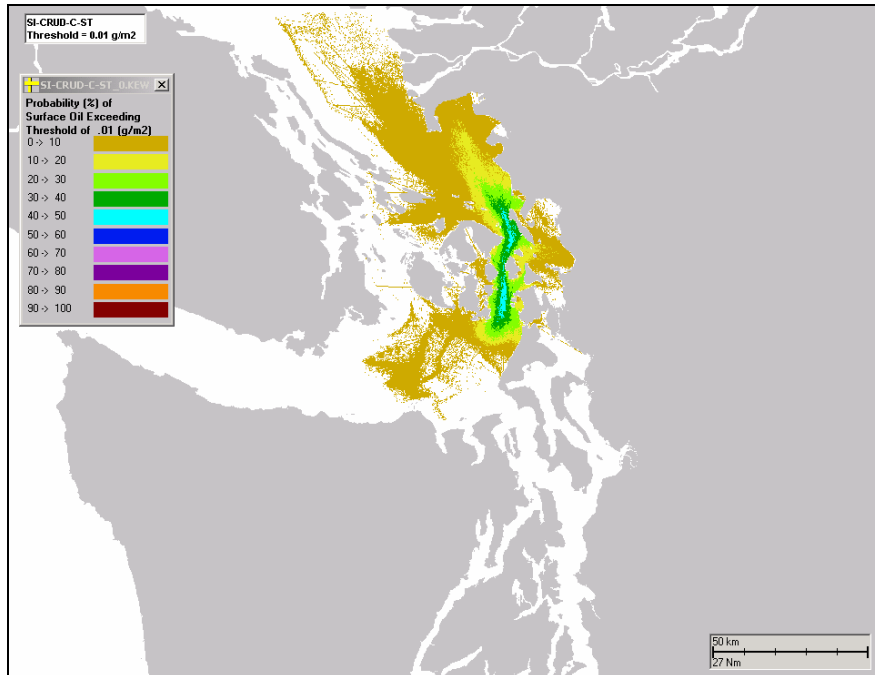 SI-CRUD-C-ST
Threshold = 0.01 g/m2
SI-CRUD-C-ST_0.KEW
Probability (%) of
Surface Oil Exceeding
Threshold of .01 (g/m2)
0 -> 10
10 -> 20
20 -> 30
30 -> 40
40 -> 50
50 -> 60
60 -> 70
70 -> 80
80 -> 90
90 -> 100
50 km
27 Nm